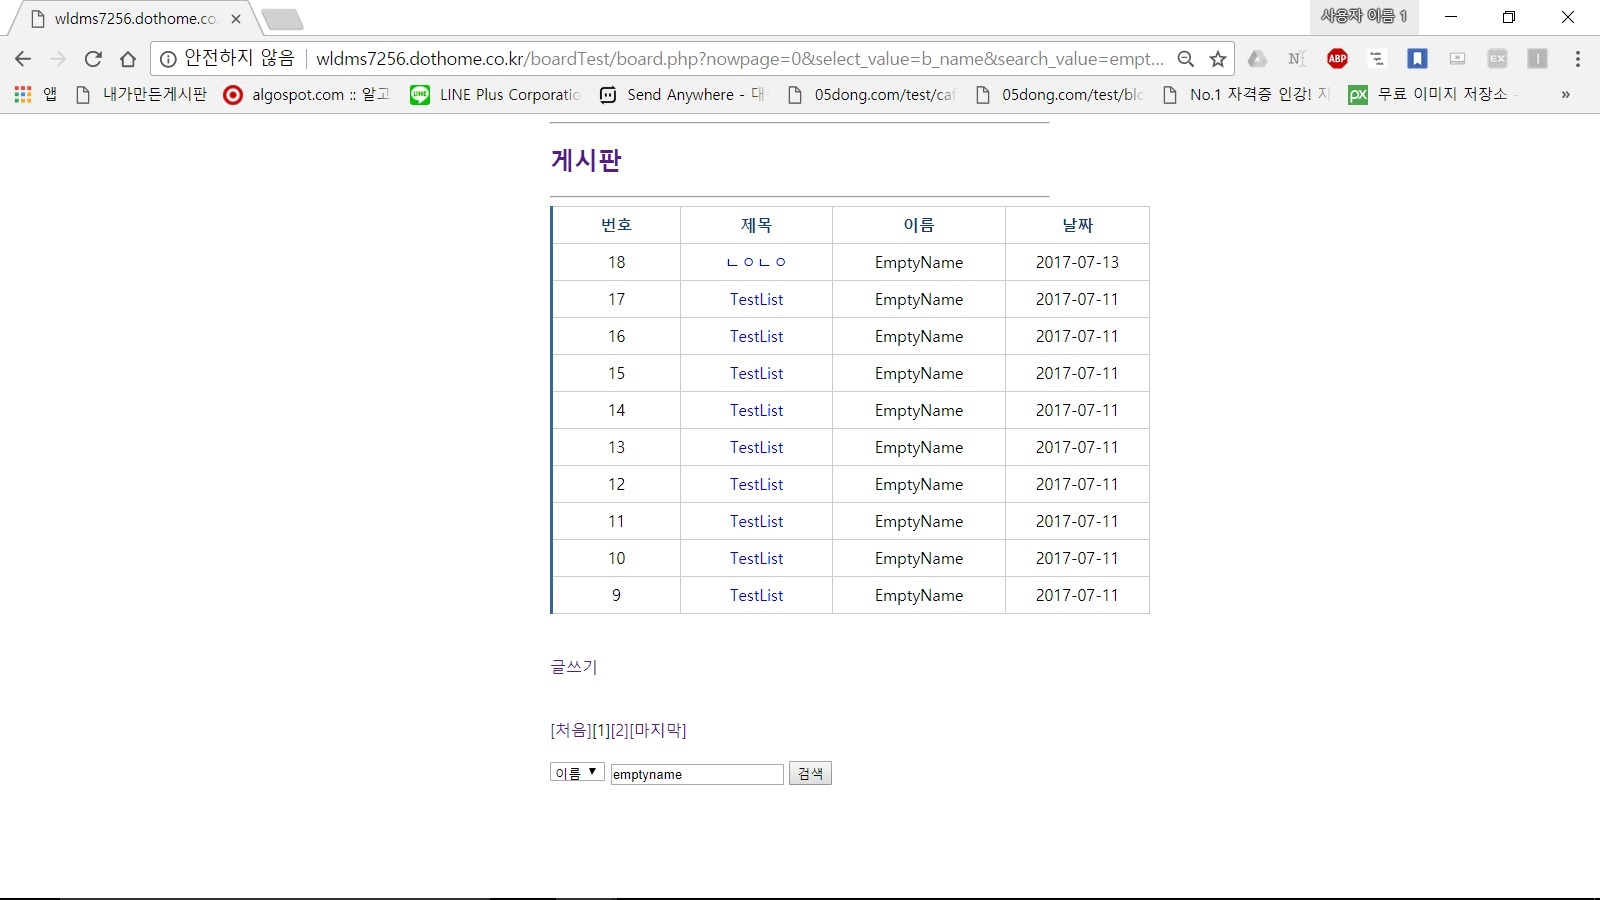 wldms7256.dothome.co.
사용자 이름 1
안전하지 않음 wldms7256.dothome.co.kr/boardTest/board.php?nowpage=0&select_value=b_name&search_value=empt...
앱 내가만든게시판 algospot.com :: 알고 LINE Plus Corporatio Send Anywhere - 대 05dong.com/test/caf 05dong.com/test/blo No.1 자격증 인강! 무료 이미지 저장소 - »
게시판
번호 제목 이름 날짜
18 ㄴㅇㄴㅇ EmptyName 2017-07-13
17 TestList EmptyName 2017-07-11
16 TestList EmptyName 2017-07-11
15 TestList EmptyName 2017-07-11
14 TestList EmptyName 2017-07-11
13 TestList EmptyName 2017-07-11
12 TestList EmptyName 2017-07-11
11 TestList EmptyName 2017-07-11
10 TestList EmptyName 2017-07-11
9 TestList EmptyName 2017-07-11
글쓰기
[처음][1][2][마지막]
이름 emptyname 검색